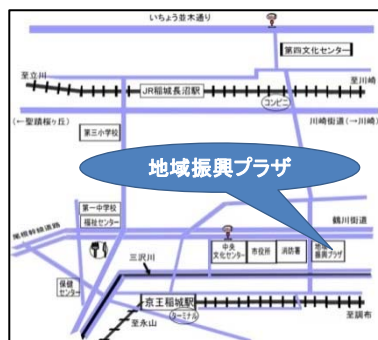 いちょう並木通り
第四文化センター
至立川
JR稲城長沼駅
至川崎
コンビニ
(←聖蹟桜ヶ丘)
川崎街道(→川崎)
第三小学校
地域振興プラザ
第一中学校
福祉センター
鶴川街道
尾根幹線道路
三沢川
中央
文化センター
市役所
消防署
地域
振興プラザ
保健
センター
京王稲城駅
ターミナル
至永山
至調布